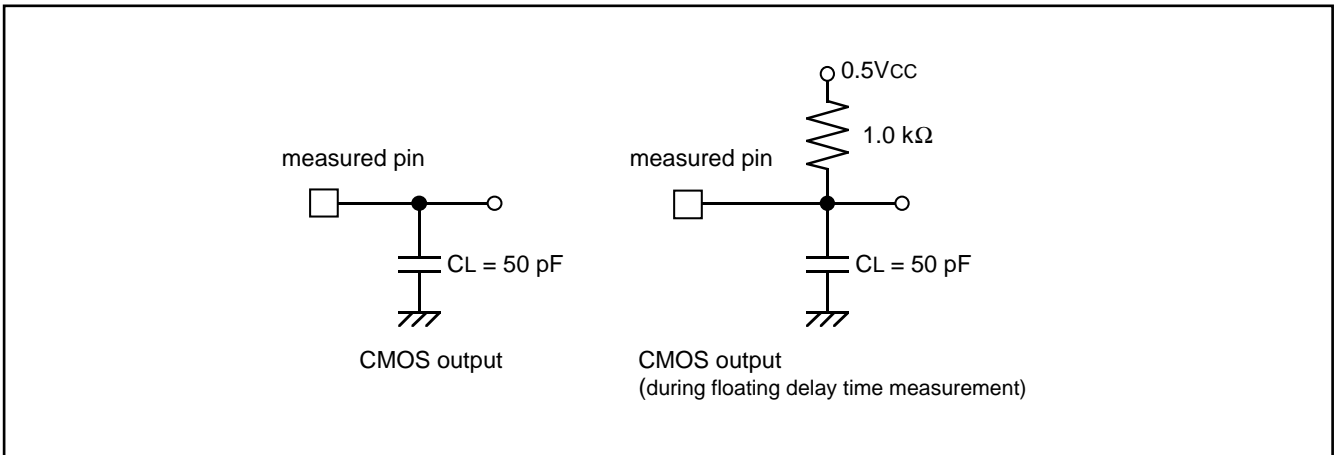 measured pin
CL = 50 pF
CMOS output
0.5VCC
1.0 kΩ
measured pin
CL = 50 pF
CMOS output
(during floating delay time measurement)